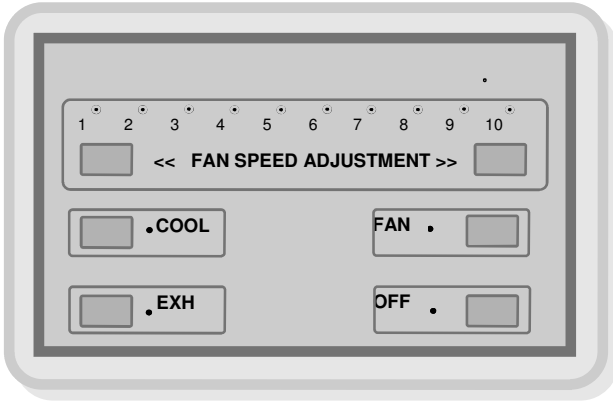 1 2 3 4 5 6 7 8 9 10
<< FAN SPEED ADJUSTMENT >>
COOL FAN
EXH OFF